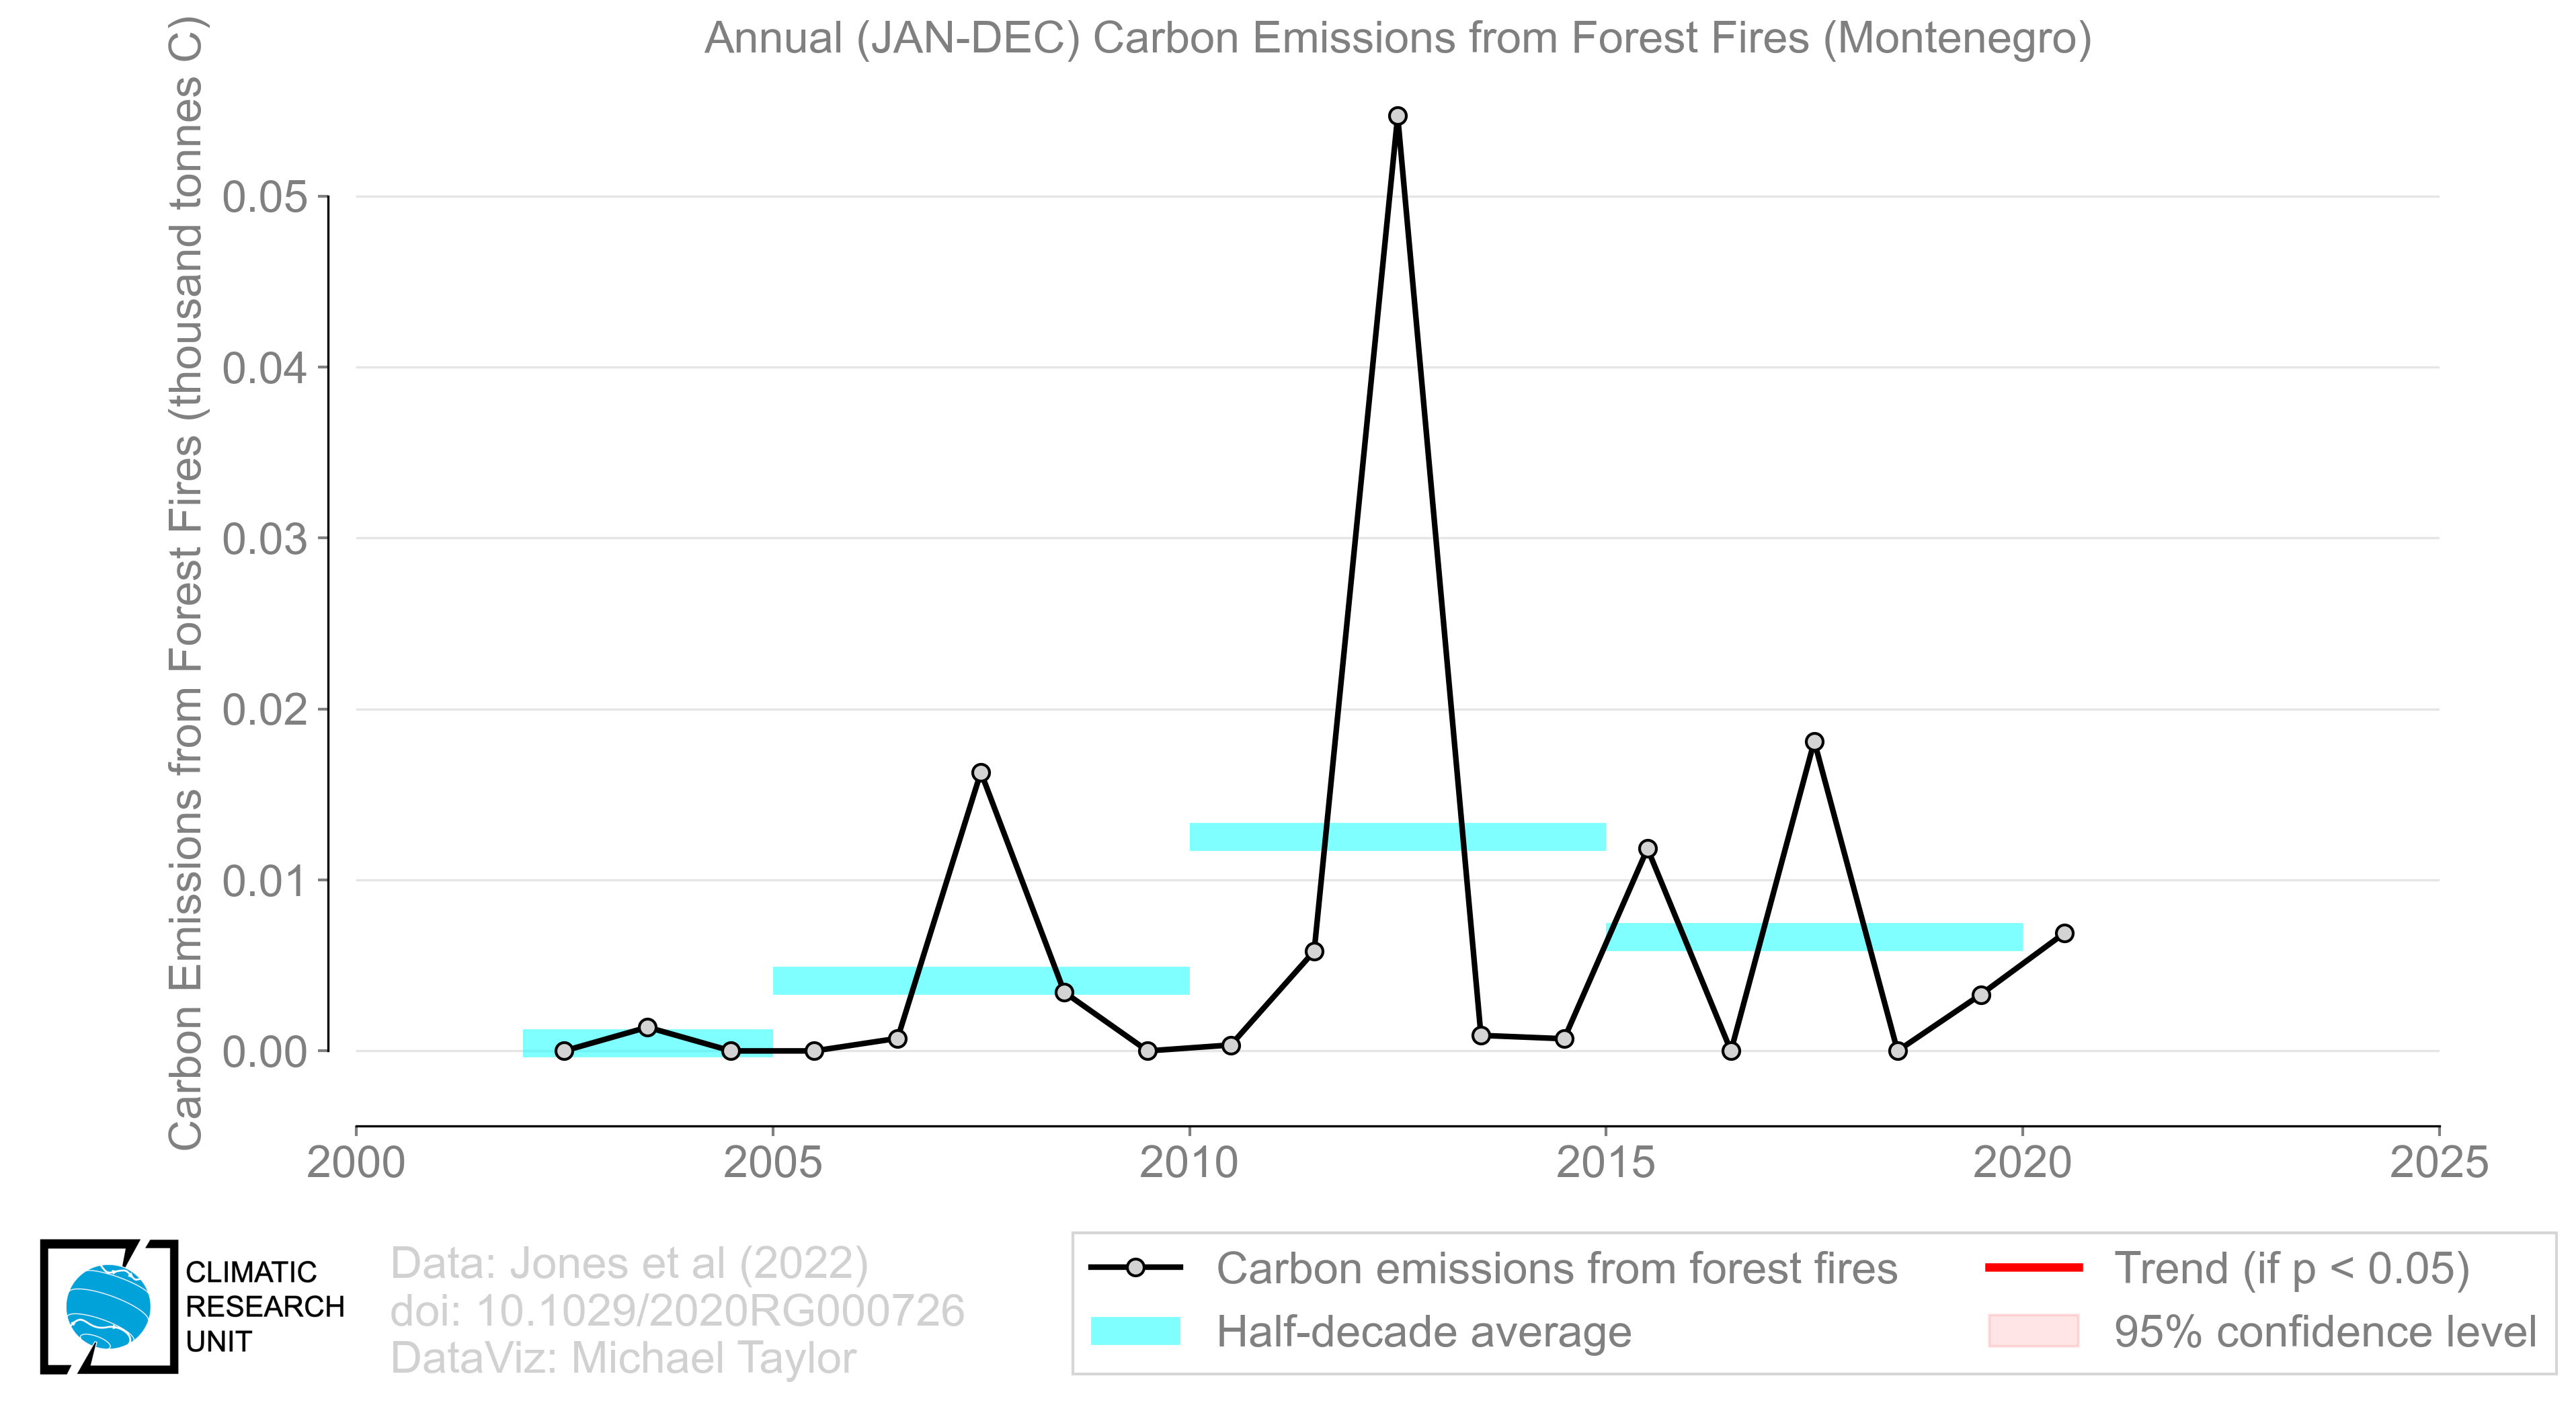 Annual (JAN-DEC) Carbon Emissions from Forest Fires (Montenegro)
Carbon Emissions from Forest Fires (thousand tonnes C)
0.05
0.04
0.03
0.02
0.01
0.00
2000 2005 2010 2015 2020 2025
CLIMATIC
RESEARCH
UNIT
Data: Jones et al (2022)
doi: 10.1029/2020RG000726
DataViz: Michael Taylor
Carbon emissions from forest fires
Half-decade average
Trend (if p < 0.05)
95% confidence level